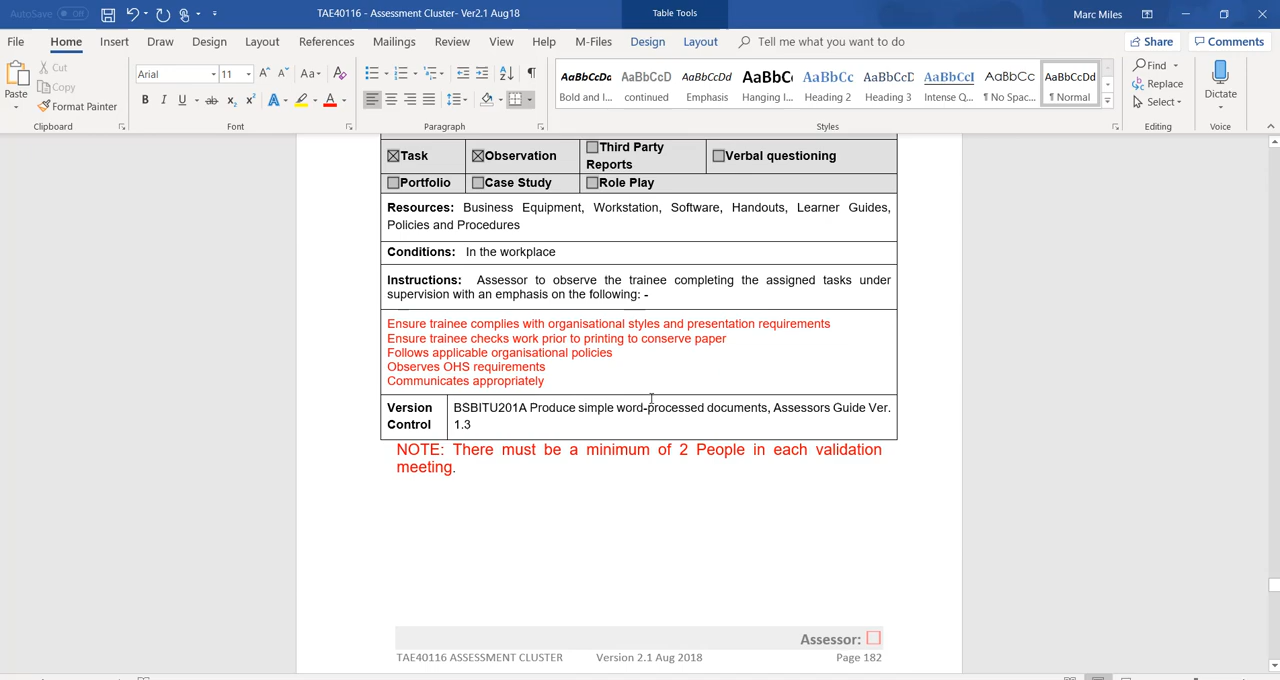 AutoSave Off TAE40116 - Assessment Cluster- Ver2.1 Aug18 Table Tools Marc Miles
File Home Insert Draw Design Layout References Mailings Review View Help M-Files Design Layout Tell me what you want to do Share Comments
Paste Cut Copy Format Painter
Arial 11 Aa
B I U ab x₂ x² A A
AaBbCcDc AaBbCcD AaBbCcDd AaBbCc AaBbCc AaBbCcDd AaBbCcI AaBbCc AaBbCcDd
Bold and I... continued Emphasis Hanging I... Heading 2 Heading 3 Intense Q... ¶ No Spac... ¶ Normal
Find Replace Select Dictate
Clipboard Font Paragraph Styles Editing Voice
Task Observation Third Party Reports Verbal questioning
Portfolio Case Study Role Play
Resources: Business Equipment, Workstation, Software, Handouts, Learner Guides,
Policies and Procedures
Conditions: In the workplace
Instructions: Assessor to observe the trainee completing the assigned tasks under
supervision with an emphasis on the following: -
Ensure trainee complies with organisational styles and presentation requirements
Ensure trainee checks work prior to printing to conserve paper
Follows applicable organisational policies
Observes OHS requirements
Communicates appropriately
Version Control BSBITU201A Produce simple word-processed documents, Assessors Guide Ver.
1.3
NOTE: There must be a minimum of 2 People in each validation
meeting.
Assessor:
TAE40116 ASSESSMENT CLUSTER Version 2.1 Aug 2018 Page 182